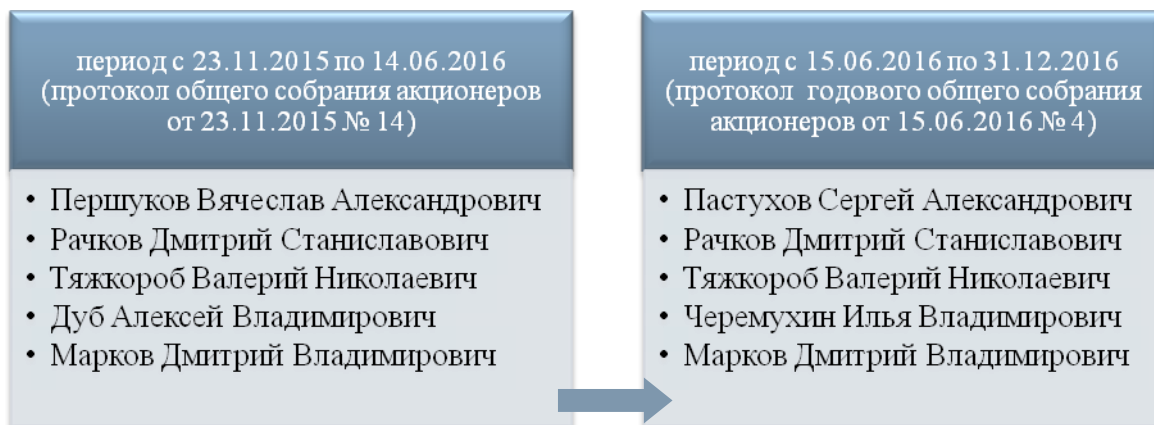 период с 23.11.2015 по 14.06.2016
(протокол общего собрания акционеров
от 23.11.2015 № 14)
• Першуков Вячеслав Александрович
• Рачков Дмитрий Станиславович
• Тяжкороб Валерий Николаевич
• Дуб Алексей Владимирович
• Марков Дмитрий Владимирович
период с 15.06.2016 по 31.12.2016
(протокол годового общего собрания
акционеров от 15.06.2016 № 4)
• Пастухов Сергей Александрович
• Рачков Дмитрий Станиславович
• Тяжкороб Валерий Николаевич
• Черемухин Илья Владимирович
• Марков Дмитрий Владимирович